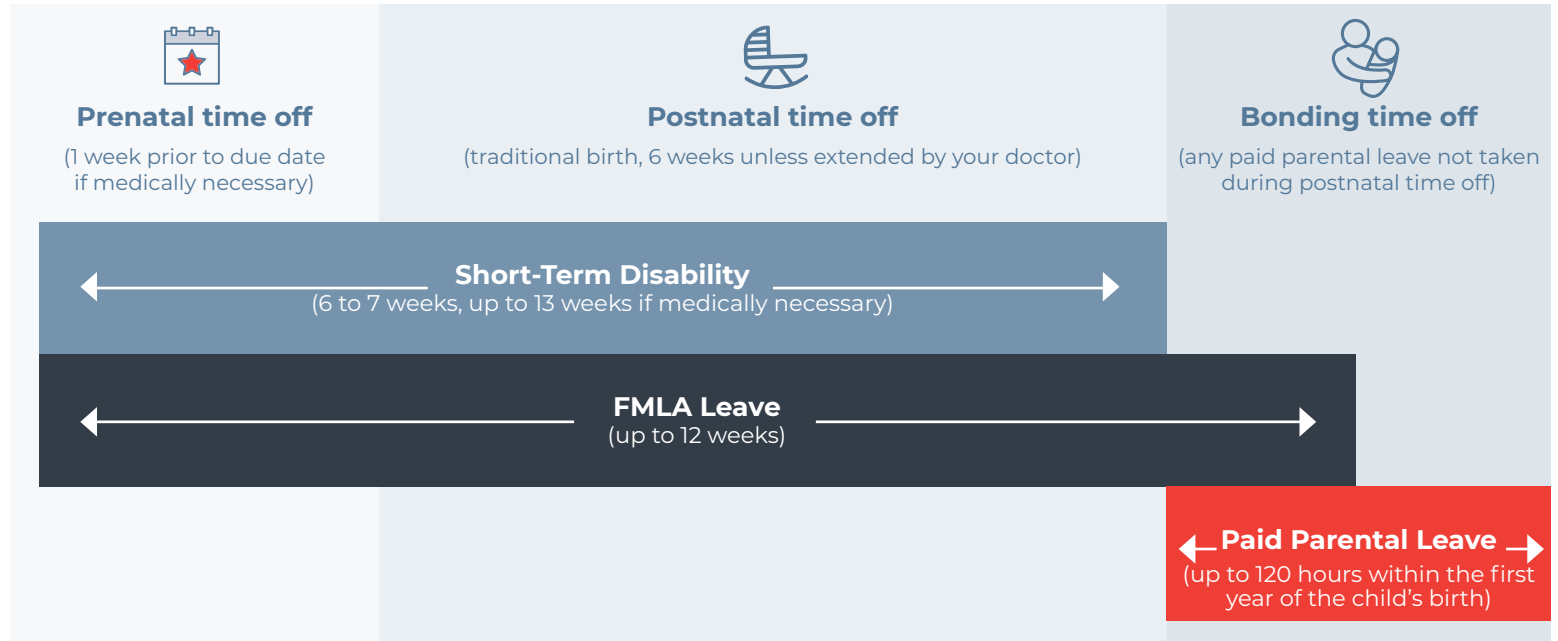 Prenatal time off
(1 week prior to due date
if medically necessary)
Postnatal time off
(traditional birth, 6 weeks unless extended by your doctor)
Bonding time off
(any paid parental leave not taken
during postnatal time off)
Short-Term Disability
(6 to 7 weeks, up to 13 weeks if medically necessary)
FMLA Leave
(up to 12 weeks)
Paid Parental Leave
(up to 120 hours within the first
year of the child’s birth)